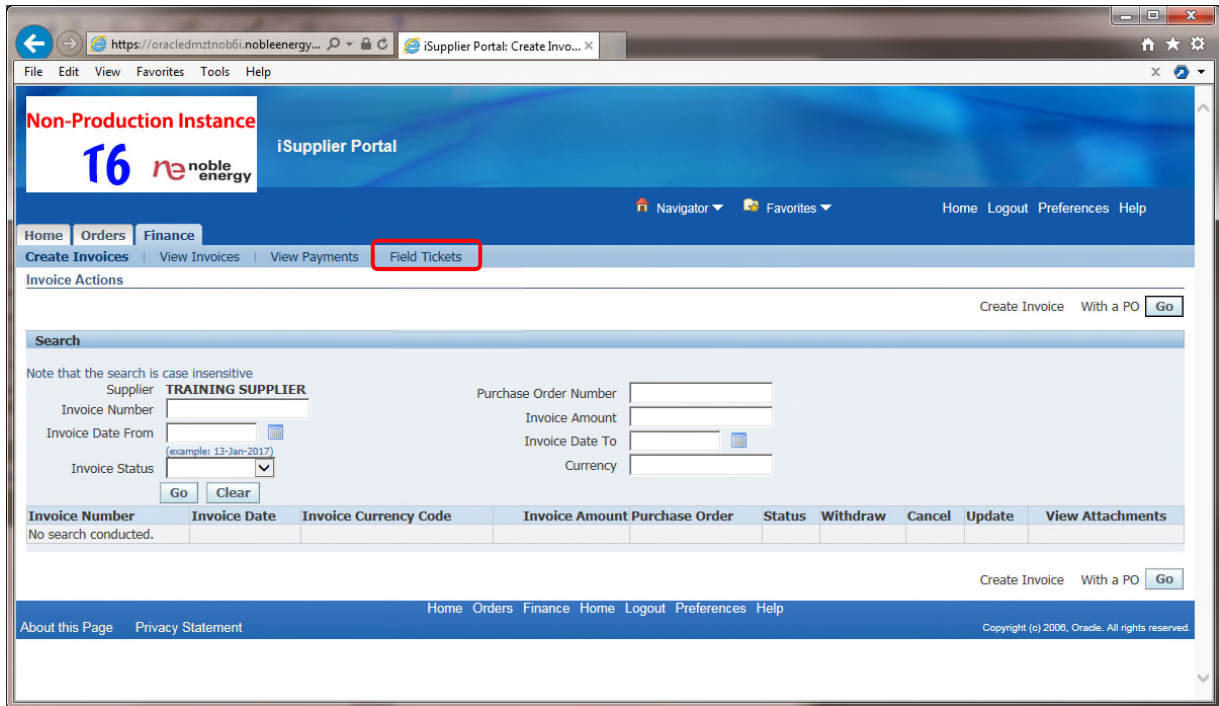 https://oracledmztnob6i.nobleenergy... iSupplier Portal: Create Invo...
File Edit View Favorites Tools Help
Non-Production Instance
T6 noble energy
iSupplier Portal
Navigator Favorites Home Logout Preferences Help
Home Orders Finance
Create Invoices | View Invoices | View Payments Field Tickets
Invoice Actions
Create Invoice With a PO Go
Search
Note that the search is case insensitive
Supplier TRAINING SUPPLIER
Purchase Order Number
Invoice Number
Invoice Amount
Invoice Date From
Invoice Date To
(example: 13-Jan-2017)
Invoice Status
Currency
Go Clear
Invoice Number Invoice Date Invoice Currency Code Invoice Amount Purchase Order Status Withdraw Cancel Update View Attachments
No search conducted.
Create Invoice With a PO Go
Home Orders Finance Home Logout Preferences Help
About this Page Privacy Statement Copyright (c) 2006, Oracle. All rights reserved.